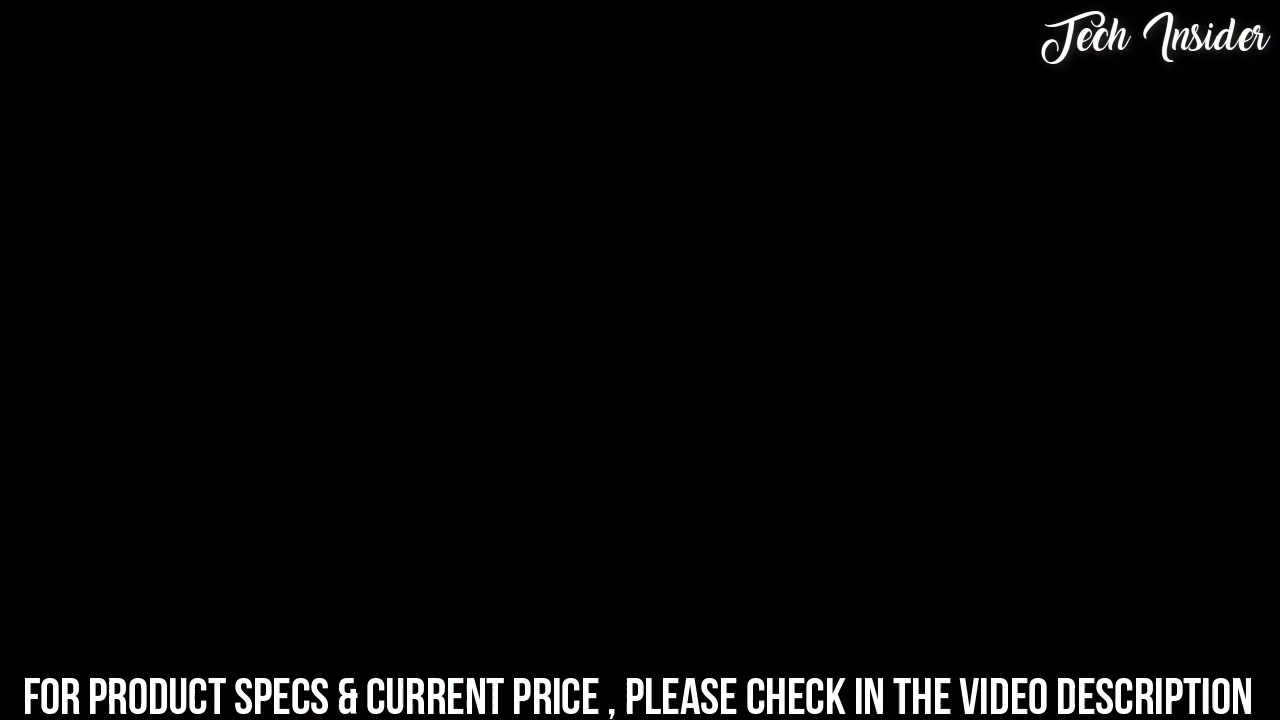 Tech Insider
FOR PRODUCT SPECS & CURRENT PRICE , PLEASE CHECK IN THE VIDEO DESCRIPTION